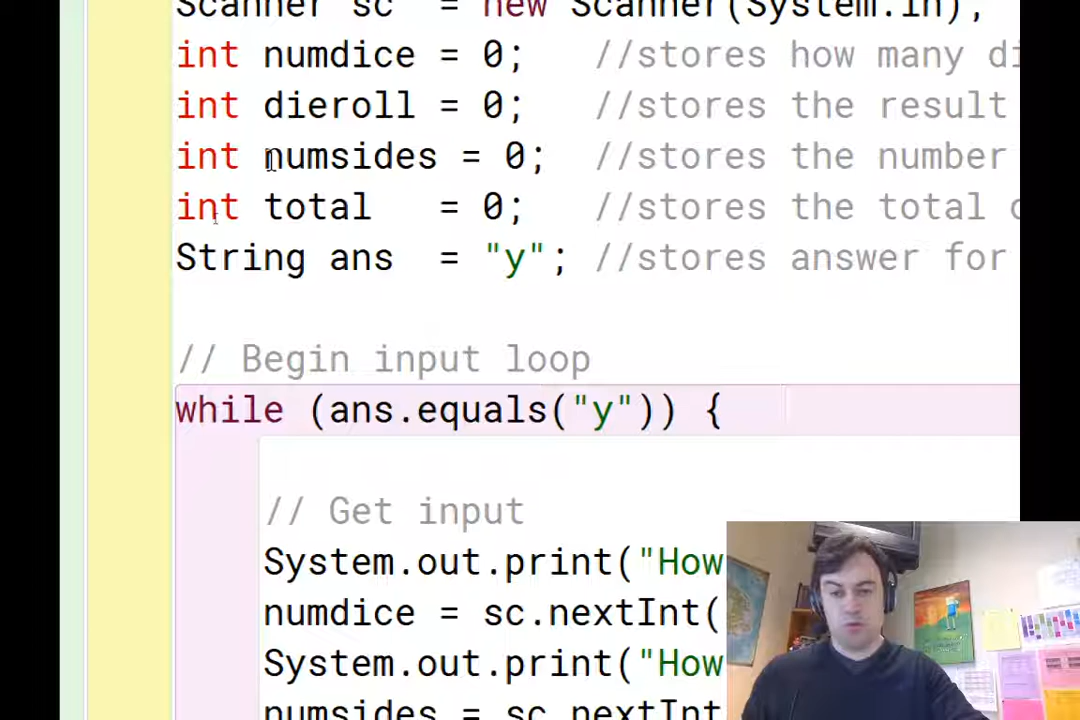 Scanner sc  = new Scanner(System.in);
int numdice = 0;   //stores how many di
int dieroll = 0;   //stores the result
int numsides = 0;  //stores the number
int total   = 0;   //stores the total
String ans  = "y"; //stores answer for
// Begin input loop
while (ans.equals("y")) {
// Get input
System.out.print("How
numdice = sc.nextInt(
System.out.print("How
numsides = sc.nextInt